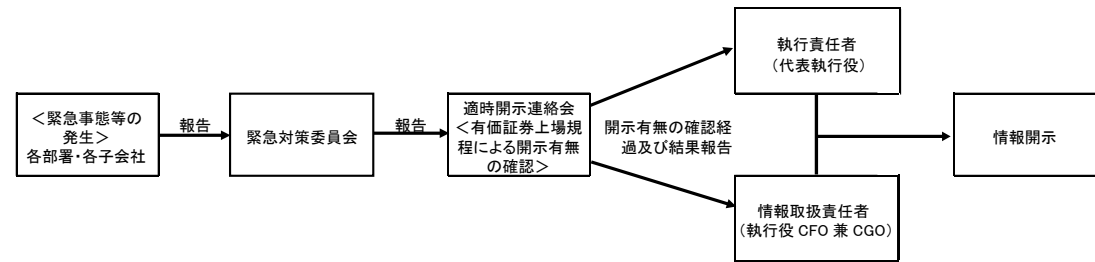 ＜緊急事態等の
発生＞
各部署・各子会社
報告
緊急対策委員会
報告
適時開示連絡会
＜有価証券上場規
程による開示有無
の確認＞
開示有無の確認経
過及び結果報告
執行責任者
（代表執行役）
情報取扱責任者
（執行役 CFO 兼 CGO）
情報開示